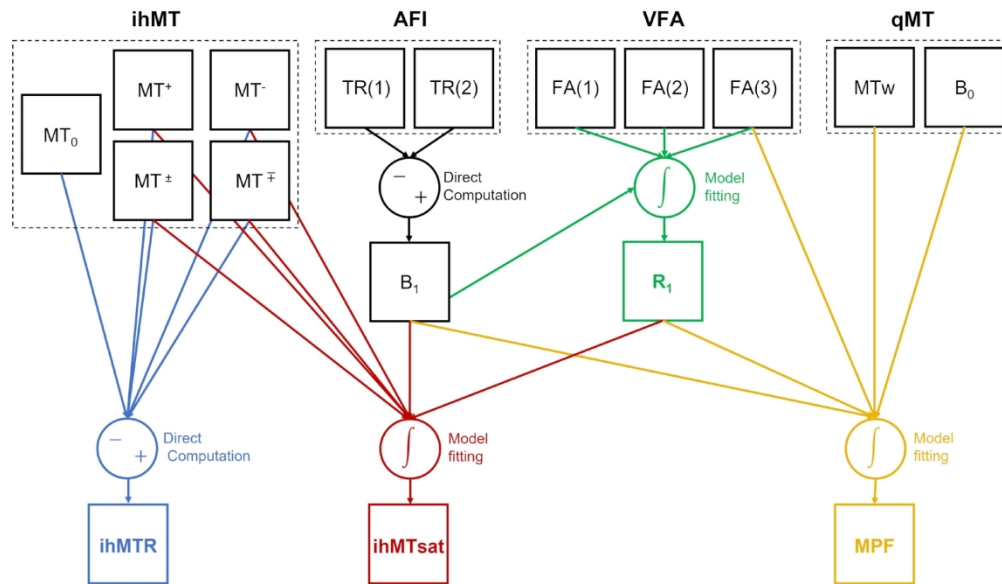 ihMT AFI VFA qMT
MT⁺ MT⁻ TR(1) TR(2) FA(1) FA(2) FA(3) MTw B₀
MT₀
MT± MT∓
− + Direct Computation
∫ Model fitting
B₁ R₁
− + Direct Computation
∫ Model fitting
∫ Model fitting
ihMTR ihMTsat MPF